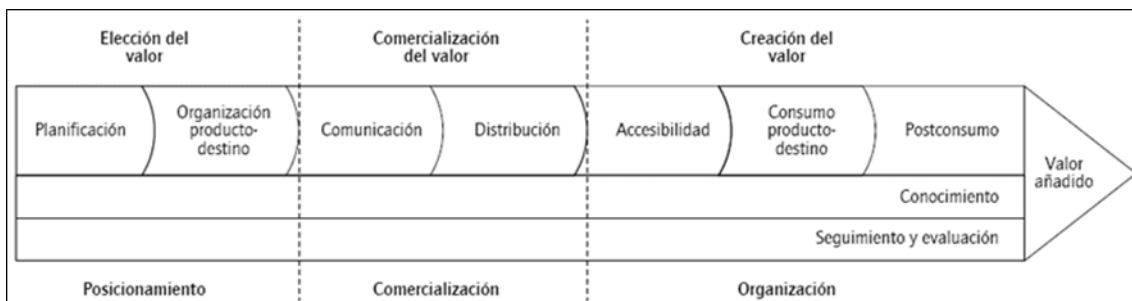 Elección del
valor
Comercialización
del valor
Creación del
valor
Planificación
Organización
producto-
destino
Comunicación
Distribución
Accesibilidad
Consumo
producto-
destino
Postconsumo
Valor
añadido
Conocimiento
Seguimiento y evaluación
Posicionamiento
Comercialización
Organización